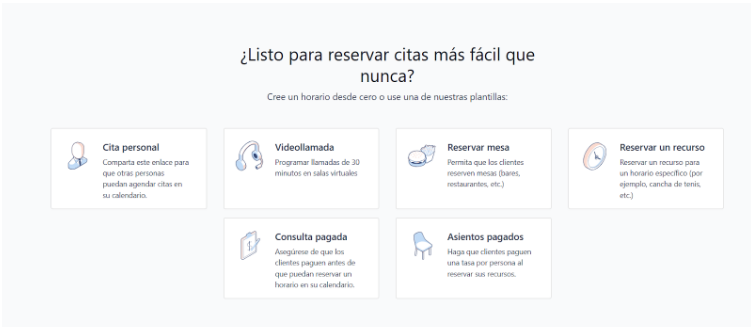 ¿Listo para reservar citas más fácil que
nunca?
Cree un horario desde cero o use una de nuestras plantillas:
Cita personal
Comparta este enlace para
que otras personas
puedan agendar citas en
su calendario.
Videollamada
Programar llamadas de 30
minutos en salas virtuales
Reservar mesa
Permita que los clientes
reserven mesas (bares,
restaurantes, etc.)
Reservar un recurso
Reservar un recurso para
un horario específico (por
ejemplo, cancha de tenis,
etc.)
Consulta pagada
Asegúrese de que los
clientes paguen antes de
que puedan reservar un
horario en su calendario.
Asientos pagados
Haga que clientes paguen
una tasa por persona al
reservar sus recursos.